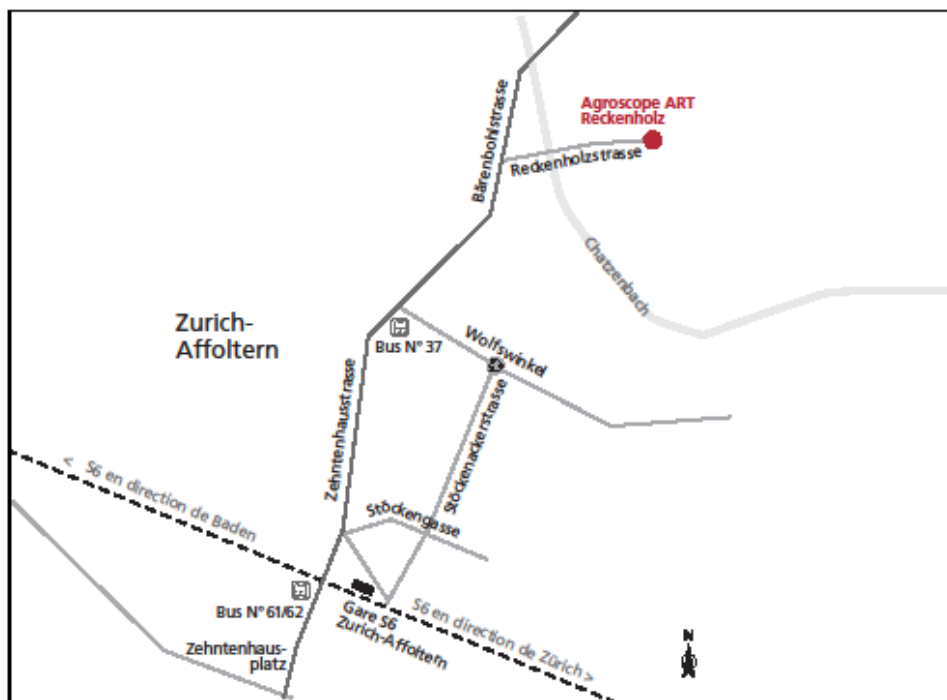 Agroscope ART
Reckenholz
Bärenbohlstrasse
Reckenholzstrasse
Chatzenbach
Zurich-
Affoltern
Bus N° 37
Wolfswinkel
Zehntenhausstrasse
Stöckenackerstrasse
< S6 en direction de Baden
Stöckengasse
Bus N° 61/62
Gare S6
Zurich-Affoltern
S6 en direction de Zürich >
Zehntenhaus-
platz
N